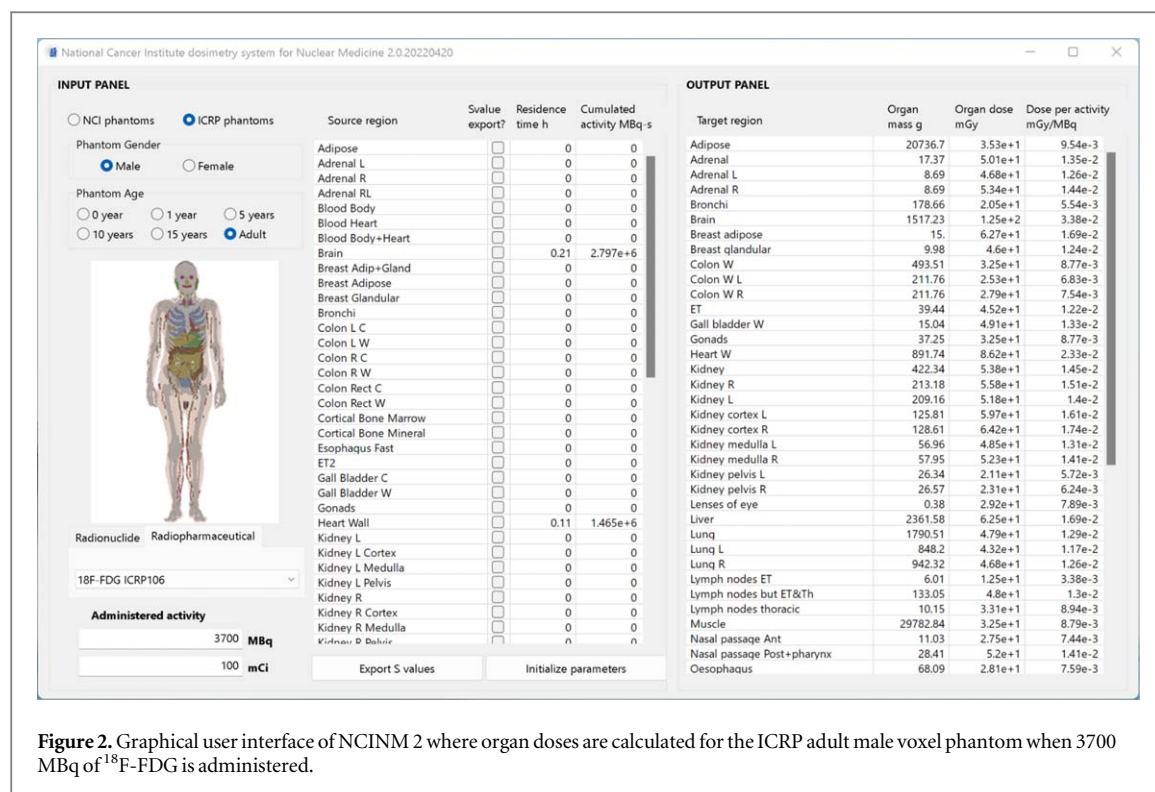 National Cancer Institute dosimetry system for Nuclear Medicine 2.0.20220420
INPUT PANEL
NCI phantoms ICRP phantoms
Phantom Gender
Male Female
Phantom Age
0 year 1 year 5 years
10 years 15 years Adult
Radionuclide Radiopharmaceutical
18F-FDG ICRP106
Administered activity
3700 MBq
100 mCi
Source region Svalue export? Residence time h Cumulated activity MBq-s
Adipose 0 0
Adrenal L 0 0
Adrenal R 0 0
Adrenal RL 0 0
Blood Body 0 0
Blood Heart 0 0
Blood Body+Heart 0 0
Brain 0.21 2.797e+6
Breast Adip+Gland 0 0
Breast Adipose 0 0
Breast Glandular 0 0
Bronchi 0 0
Colon L C 0 0
Colon L W 0 0
Colon R C 0 0
Colon R W 0 0
Colon Rect C 0 0
Colon Rect W 0 0
Cortical Bone Marrow 0 0
Cortical Bone Mineral 0 0
Esophagus Fast 0 0
ET2 0 0
Gall Bladder C 0 0
Gall Bladder W 0 0
Gonads 0 0
Heart Wall 0.11 1.465e+6
Kidney L 0 0
Kidney L Cortex 0 0
Kidney L Medulla 0 0
Kidney L Pelvis 0 0
Kidney R 0 0
Kidney R Cortex 0 0
Kidney R Medulla 0 0
Kidney R Pelvis 0 0
Export S values Initialize parameters
OUTPUT PANEL
Target region Organ mass g Organ dose mGy Dose per activity mGy/MBq
Adipose 20736.7 3.53e+1 9.54e-3
Adrenal 17.37 5.01e+1 1.35e-2
Adrenal L 8.69 4.68e+1 1.26e-2
Adrenal R 8.69 5.34e+1 1.44e-2
Bronchi 178.66 2.05e+1 5.54e-3
Brain 1517.23 1.25e+2 3.38e-2
Breast adipose 15. 6.27e+1 1.69e-2
Breast glandular 9.98 4.6e+1 1.24e-2
Colon W 493.51 3.25e+1 8.77e-3
Colon W L 211.76 2.53e+1 6.83e-3
Colon W R 211.76 2.79e+1 7.54e-3
ET 39.44 4.52e+1 1.22e-2
Gall bladder W 15.04 4.91e+1 1.33e-2
Gonads 37.25 3.25e+1 8.77e-3
Heart W 891.74 8.62e+1 2.33e-2
Kidney 422.34 5.38e+1 1.45e-2
Kidney R 213.18 5.58e+1 1.51e-2
Kidney L 209.16 5.18e+1 1.4e-2
Kidney cortex L 125.81 5.97e+1 1.61e-2
Kidney cortex R 128.61 6.42e+1 1.74e-2
Kidney medulla L 56.96 4.85e+1 1.31e-2
Kidney medulla R 57.95 5.23e+1 1.41e-2
Kidney pelvis L 26.34 2.11e+1 5.72e-3
Kidney pelvis R 26.57 2.31e+1 6.24e-3
Lenses of eye 0.38 2.92e+1 7.89e-3
Liver 2361.58 6.25e+1 1.69e-2
Lung 1790.51 4.79e+1 1.29e-2
Lung L 848.2 4.32e+1 1.17e-2
Lung R 942.32 4.68e+1 1.26e-2
Lymph nodes ET 6.01 1.25e+1 3.38e-3
Lymph nodes but ET&Th 133.05 4.8e+1 1.3e-2
Lymph nodes thoracic 10.15 3.31e+1 8.94e-3
Muscle 29782.84 3.25e+1 8.79e-3
Nasal passage Ant 11.03 2.75e+1 7.44e-3
Nasal passage Post+pharynx 28.41 5.2e+1 1.41e-2
Oesophagus 68.09 2.81e+1 7.59e-3
Figure 2. Graphical user interface of NCINM 2 where organ doses are calculated for the ICRP adult male voxel phantom when 3700
MBq of 18F-FDG is administered.